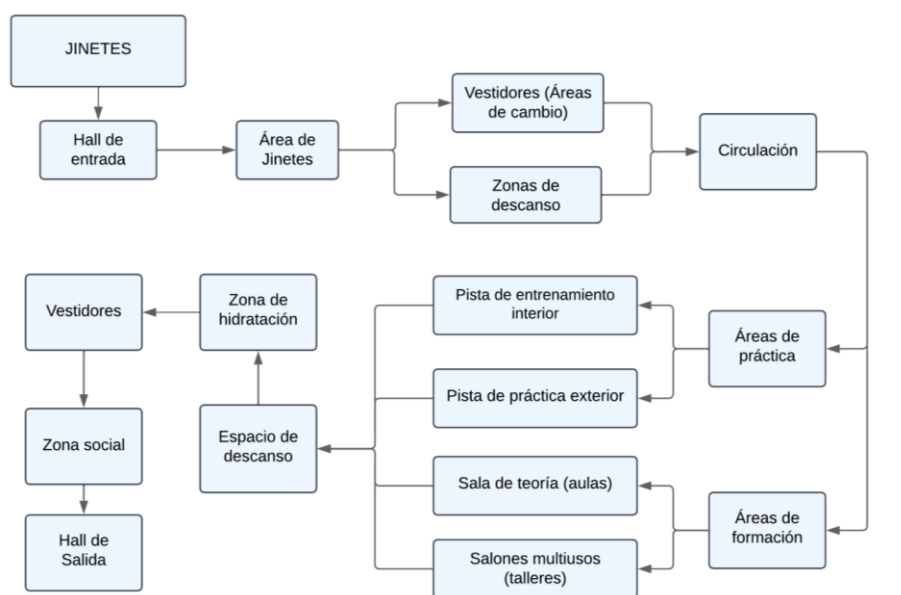 JINETES
Hall de
entrada
Área de
Jinetes
Vestidores (Áreas
de cambio)
Zonas de
descanso
Circulación
Áreas de
práctica
Áreas de
formación
Pista de entrenamiento
interior
Pista de práctica exterior
Sala de teoría (aulas)
Salones multiusos
(talleres)
Espacio de
descanso
Zona de
hidratación
Vestidores
Zona social
Hall de
Salida